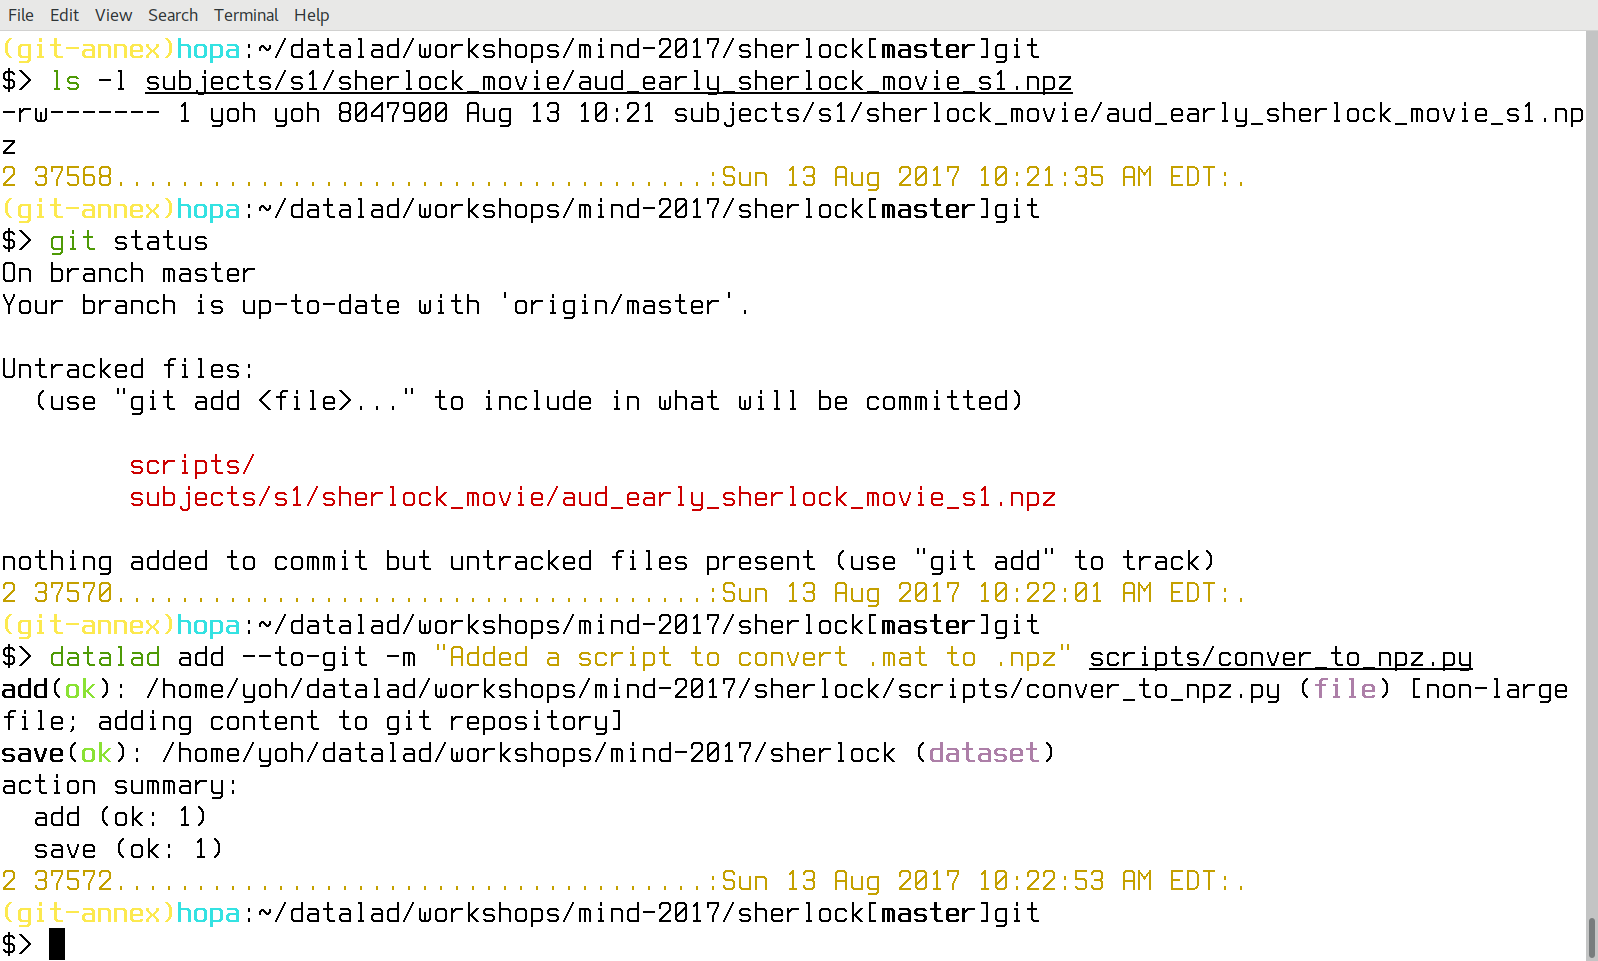 File Edit View Search Terminal Help
(git-annex)hopa:~/datalad/workshops/mind-2017/sherlock[master]git
$> ls -l subjects/s1/sherlock_movie/aud_early_sherlock_movie_s1.npz
-rw------- 1 yoh yoh 8047900 Aug 13 10:21 subjects/s1/sherlock_movie/aud_early_sherlock_movie_s1.np
z
2 37568.....................................:Sun 13 Aug 2017 10:21:35 AM EDT:.
(git-annex)hopa:~/datalad/workshops/mind-2017/sherlock[master]git
$> git status
On branch master
Your branch is up-to-date with 'origin/master'.

Untracked files:
  (use "git add <file>..." to include in what will be committed)

        scripts/
        subjects/s1/sherlock_movie/aud_early_sherlock_movie_s1.npz

nothing added to commit but untracked files present (use "git add" to track)
2 37570.....................................:Sun 13 Aug 2017 10:22:01 AM EDT:.
(git-annex)hopa:~/datalad/workshops/mind-2017/sherlock[master]git
$> datalad add --to-git -m "Added a script to convert .mat to .npz" scripts/conver_to_npz.py
add(ok): /home/yoh/datalad/workshops/mind-2017/sherlock/scripts/conver_to_npz.py (file) [non-large
file; adding content to git repository]
save(ok): /home/yoh/datalad/workshops/mind-2017/sherlock (dataset)
action summary:
  add (ok: 1)
  save (ok: 1)
2 37572.....................................:Sun 13 Aug 2017 10:22:53 AM EDT:.
(git-annex)hopa:~/datalad/workshops/mind-2017/sherlock[master]git
$>